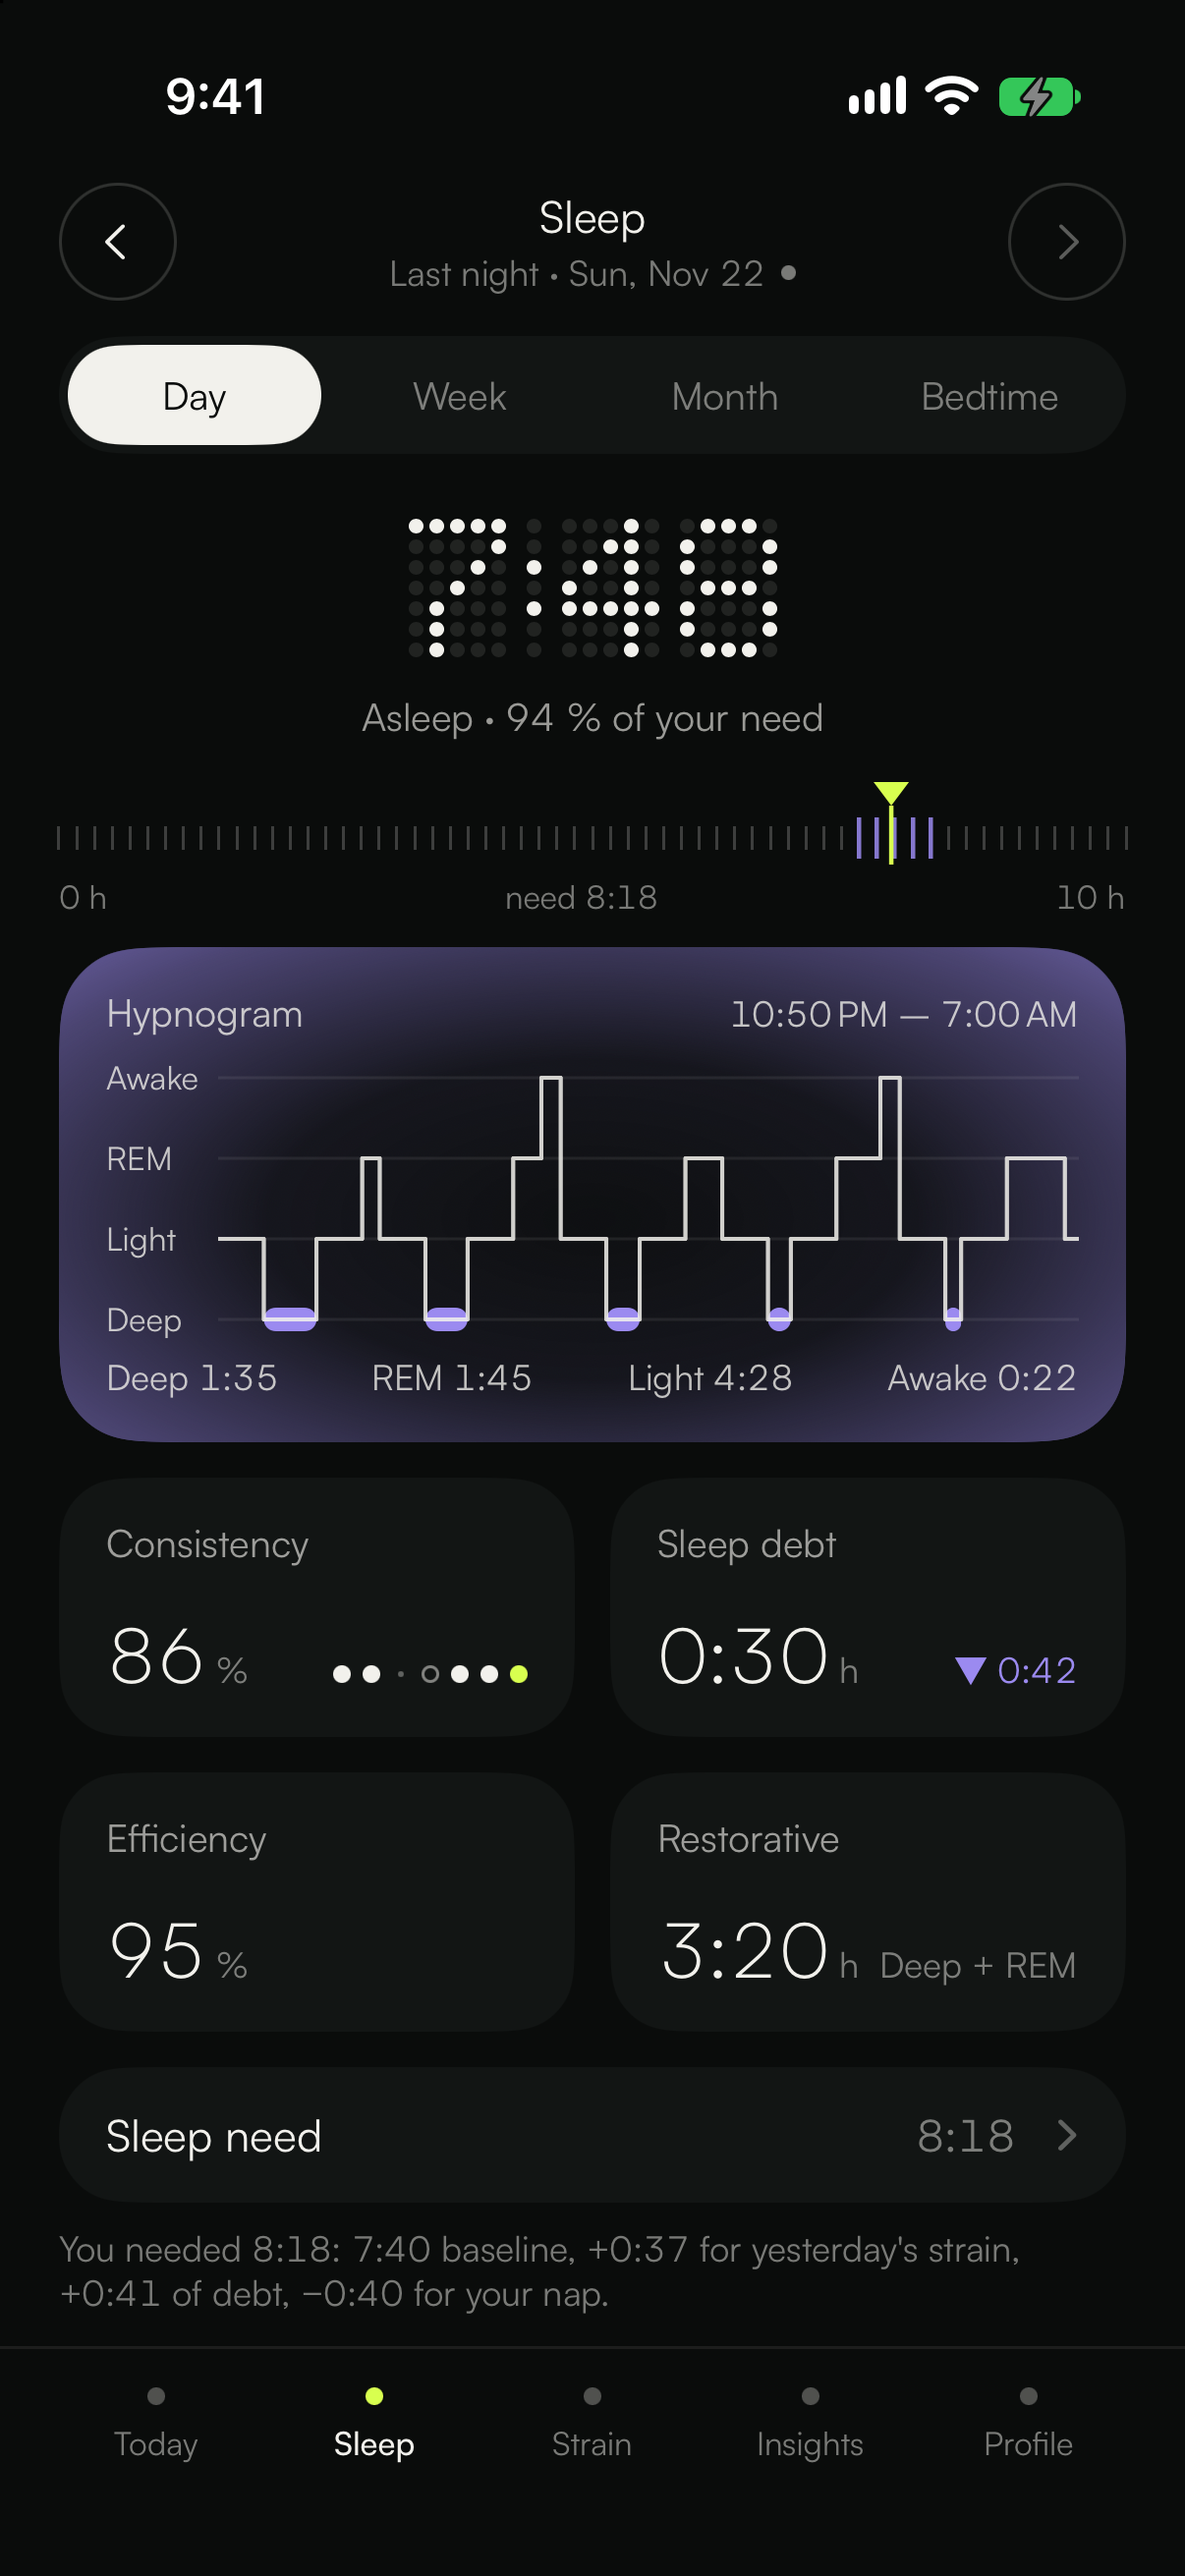 9:41
Sleep
Last night · Sun, Nov 22
Day Week Month Bedtime
7:48
Asleep · 94 % of your need
0 h need 8:18 10 h
Hypnogram 10:50 PM — 7:00 AM
Awake
REM
Light
Deep
Deep 1:35 REM 1:45 Light 4:28 Awake 0:22
Consistency Sleep debt
86 % 0:30 h ▼ 0:42
Efficiency Restorative
95 % 3:20 h Deep + REM
Sleep need 8:18
You needed 8:18: 7:40 baseline, +0:37 for yesterday's strain,
+0:41 of debt, −0:40 for your nap.
Today Sleep Strain Insights Profile